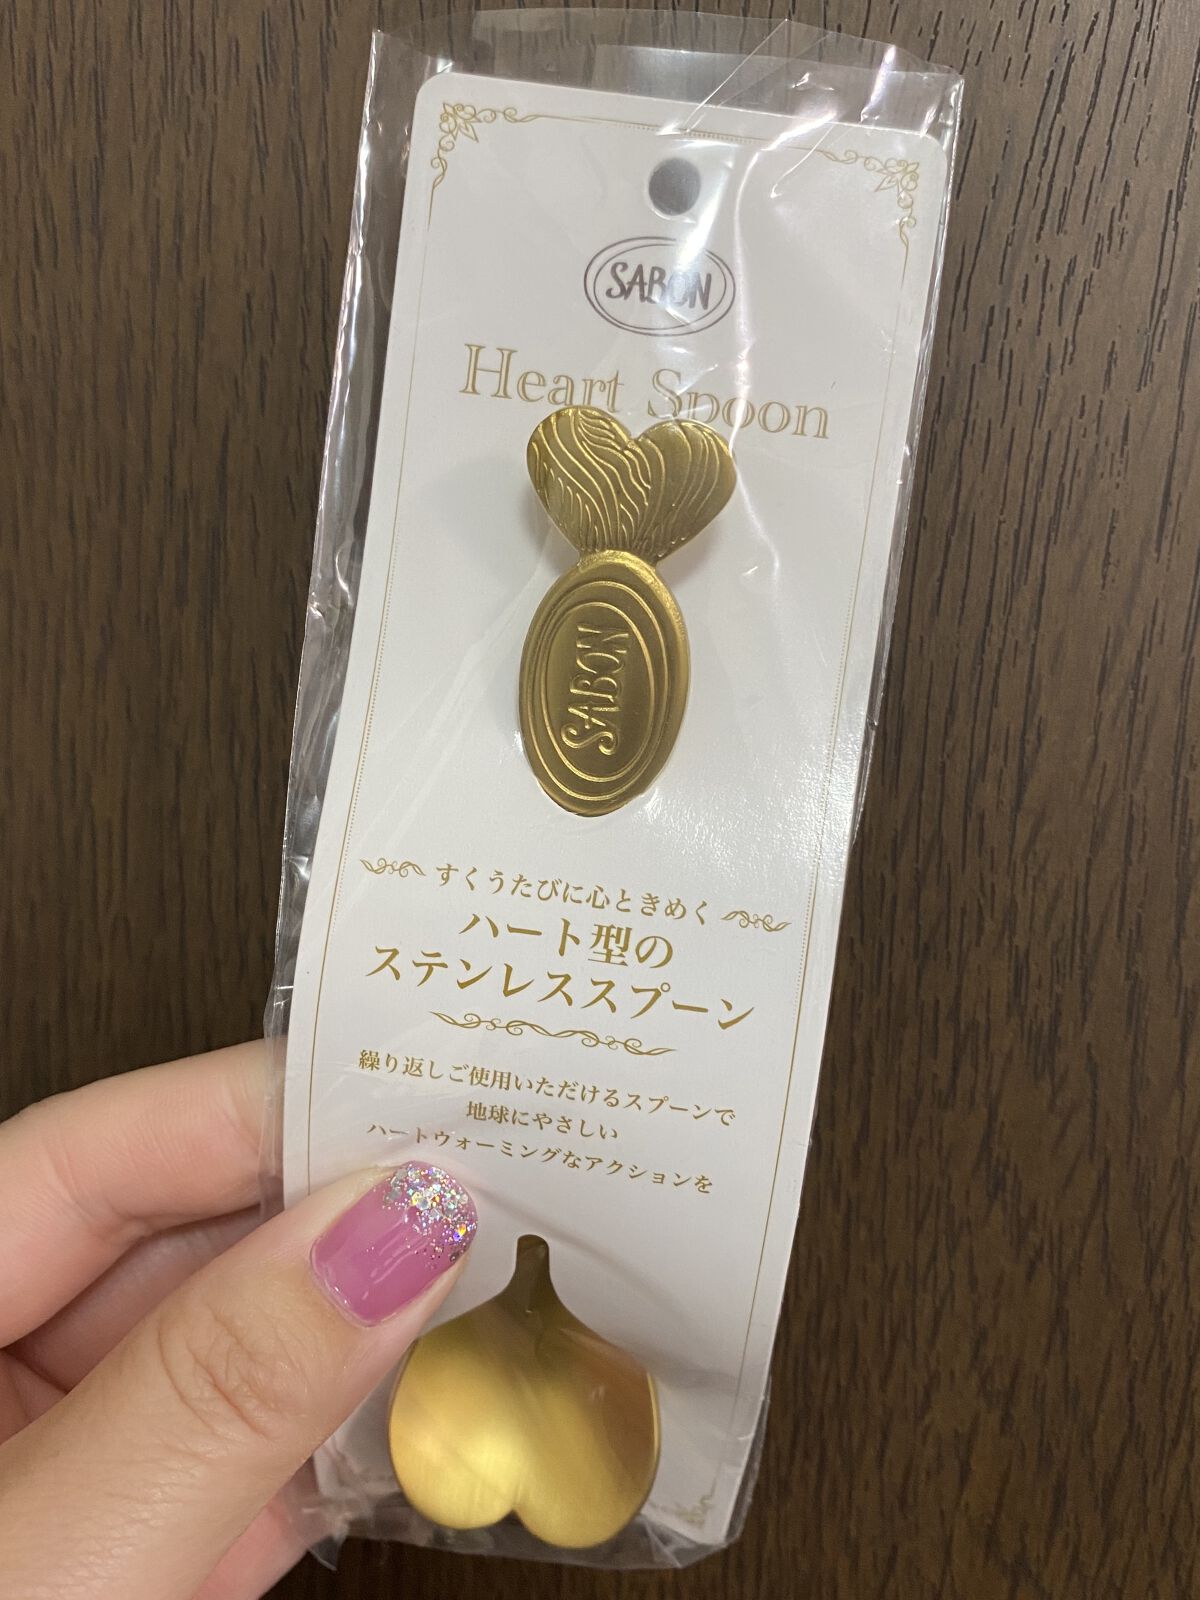 SABON
Heart Spoon
SABON
すくうたびに心ときめく
ハート型の
ステンレススプーン
繰り返しご使用いただけるスプーンで
地球にやさしい
ハートウォーミングなアクションを